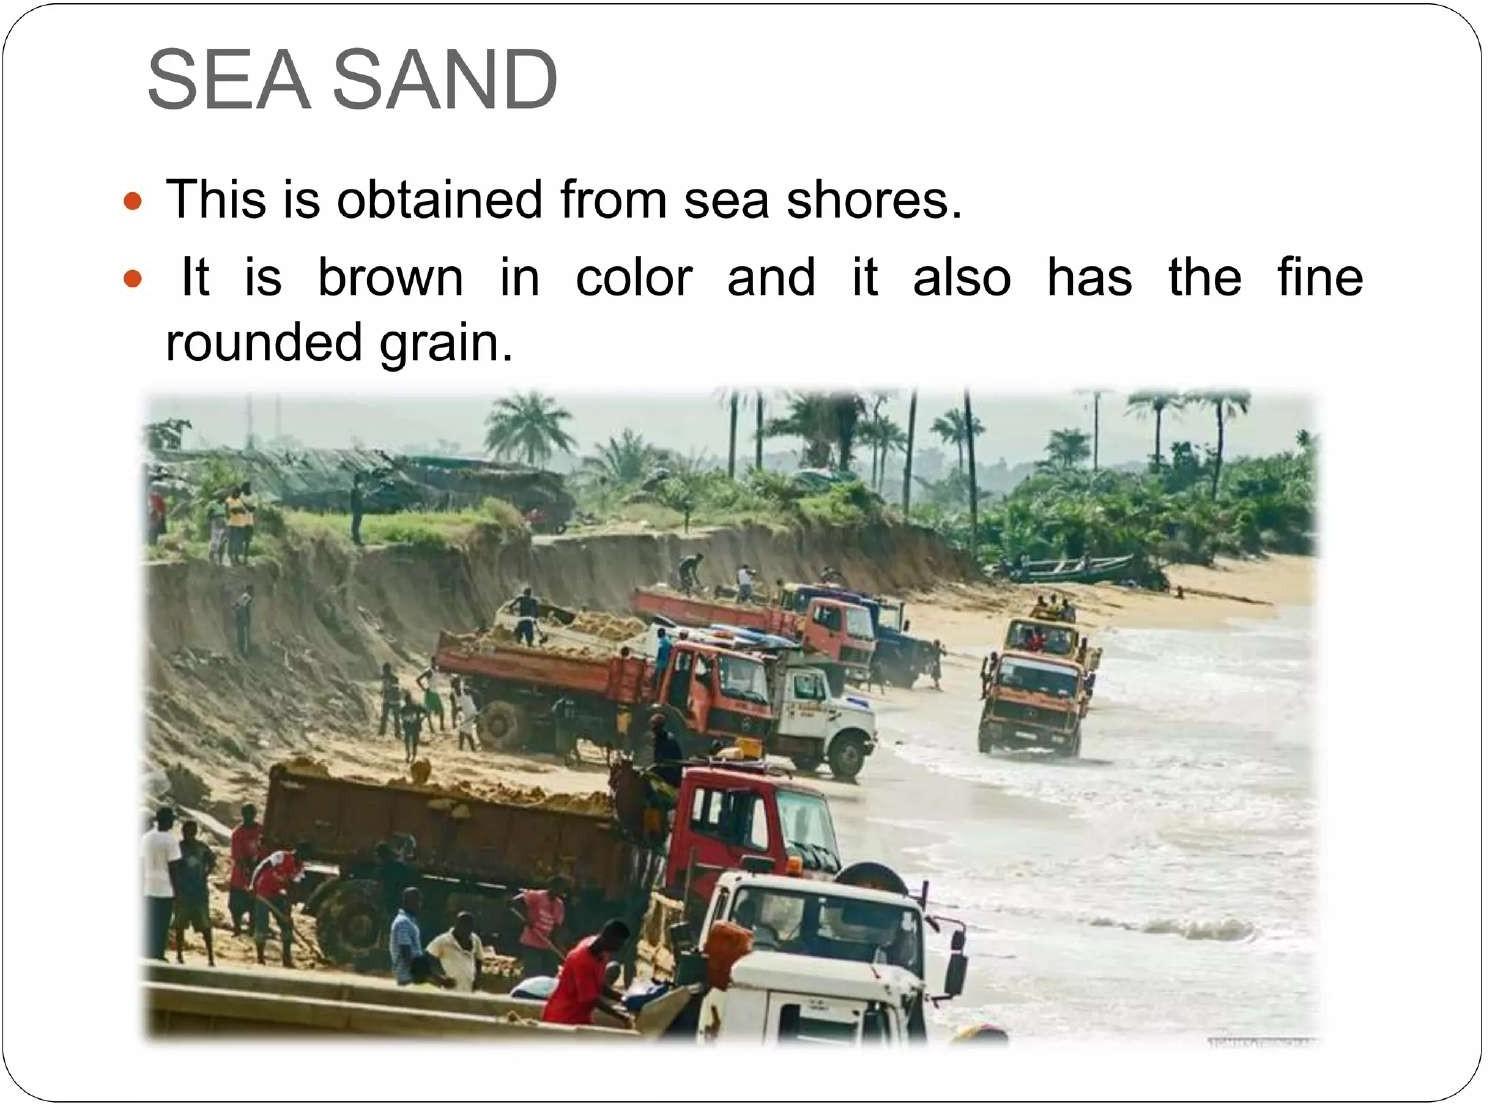 SEA SAND
This is obtained from sea shores.
It is brown in color and it also has the fine
rounded grain.